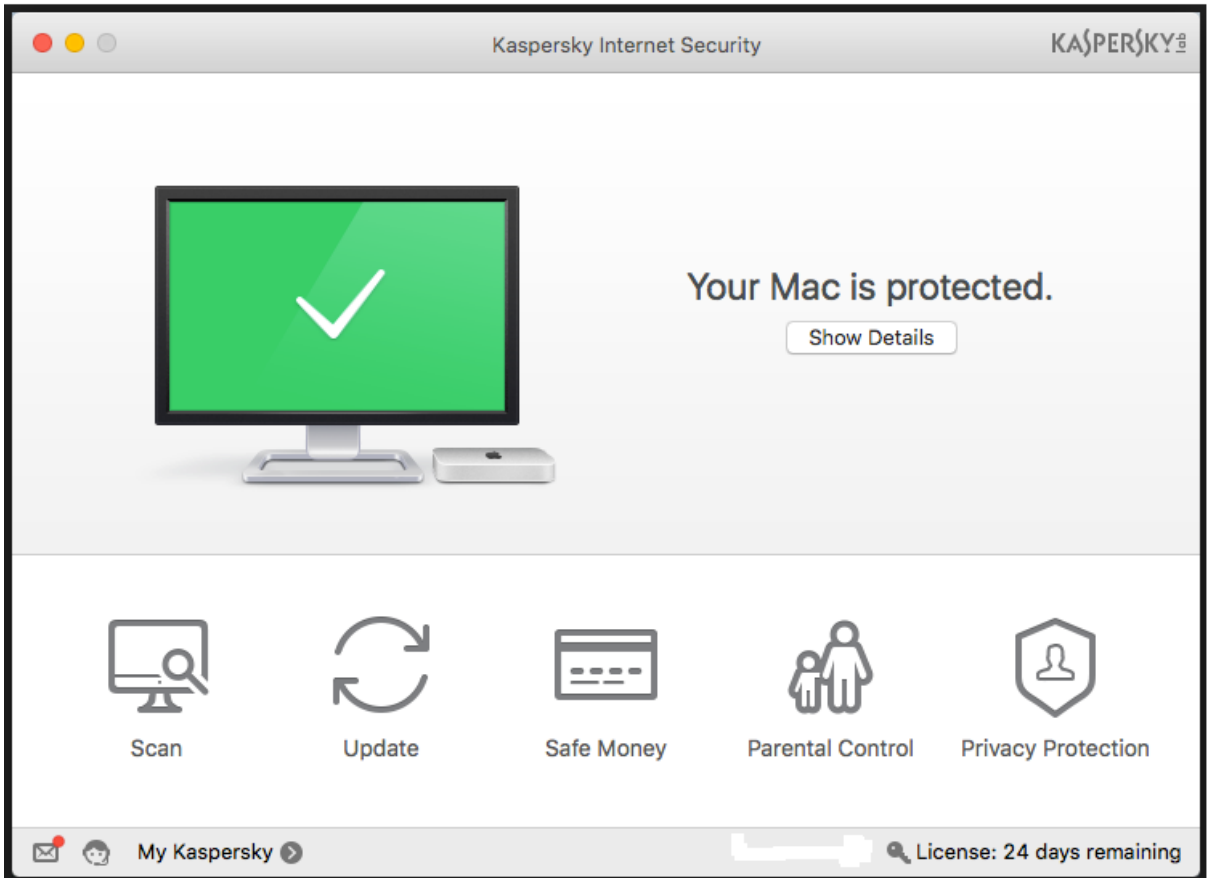 Kaspersky Internet Security
KASPERSKY lab
Your Mac is protected.
Show Details
Scan
Update
Safe Money
Parental Control
Privacy Protection
My Kaspersky
License: 24 days remaining